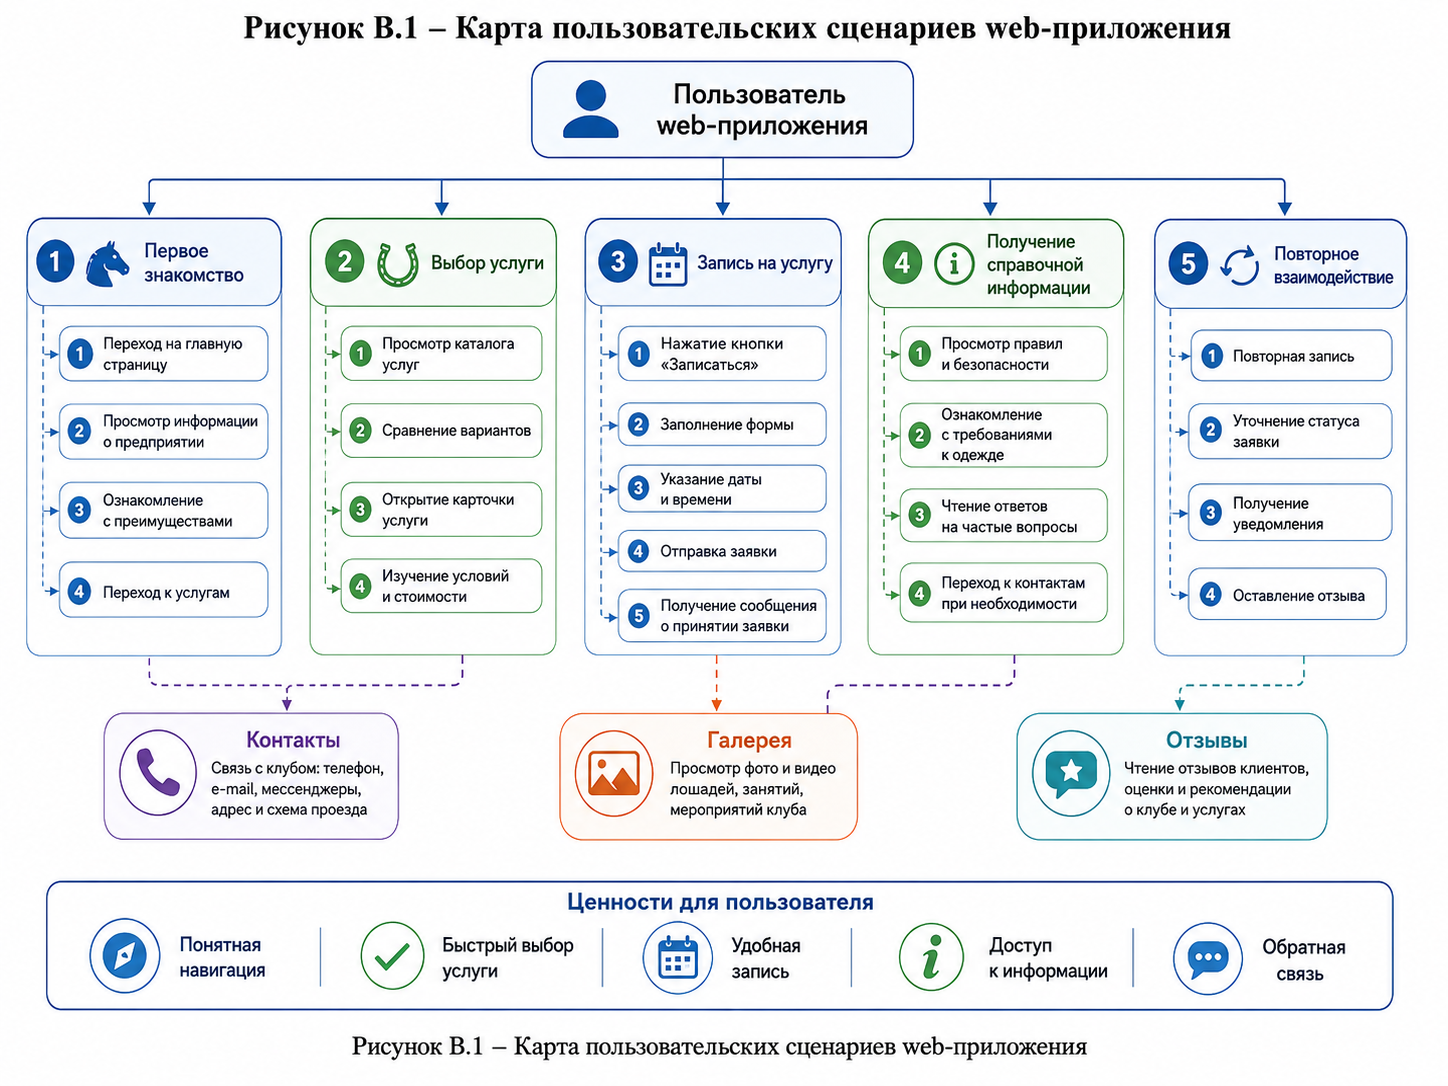 Рисунок В.1 – Карта пользовательских сценариев web-приложения
Пользователь
web-приложения
1
Первое
знакомство
1
Переход на главную
страницу
2
Просмотр информации
о предприятии
3
Ознакомление
с преимуществами
4
Переход к услугам
2
Выбор услуги
1
Просмотр каталога
услуг
2
Сравнение вариантов
3
Открытие карточки
услуги
4
Изучение условий
и стоимости
3
Запись на услугу
1
Нажатие кнопки
«Записаться»
2
Заполнение формы
3
Указание даты
и времени
4
Отправка заявки
5
Получение сообщения
о принятии заявки
4
Получение
справочной
информации
1
Просмотр правил
и безопасности
2
Ознакомление
с требованиями
к одежде
3
Чтение ответов
на частые вопросы
4
Переход к контактам
при необходимости
5
Повторное
взаимодействие
1
Повторная запись
2
Уточнение статуса
заявки
3
Получение
уведомления
4
Оставление отзыва
Контакты
Связь с клубом: телефон,
e-mail, мессенджеры,
адрес и схема проезда
Галерея
Просмотр фото и видео
лошадей, занятий,
мероприятий клуба
Отзывы
Чтение отзывов клиентов,
оценки и рекомендации
о клубе и услугах
Ценности для пользователя
Понятная
навигация
Быстрый выбор
услуги
Удобная
запись
Доступ
к информации
Обратная
связь
Рисунок В.1 – Карта пользовательских сценариев web-приложения